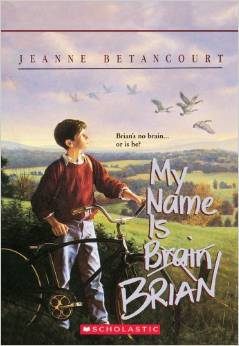 JEANNE BETANCOURT
Brian's no brain...
or is he?
My
Name
Is
Brain
BRIAN
SCHOLASTIC